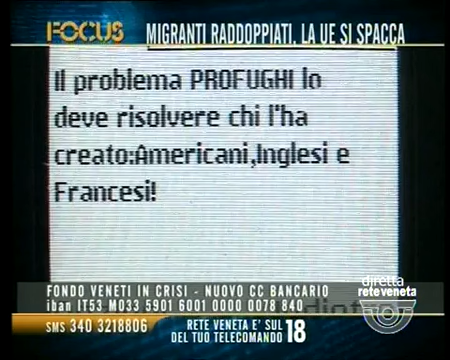 FOCUS
MIGRANTI RADDOPPIATI, LA UE SI SPACCA
Il problema PROFUGHI lo
deve risolvere chi l'ha
creato:Americani,Inglesi e
Francesi!
FONDO VENETI IN CRISI - NUOVO CC BANCARIO
iban IT53 M033 5901 6001 0000 0078 840
diretta
reteveneta
SMS 340 3218806
RETE VENETA E' SUL
DEL TUO TELECOMANDO 18